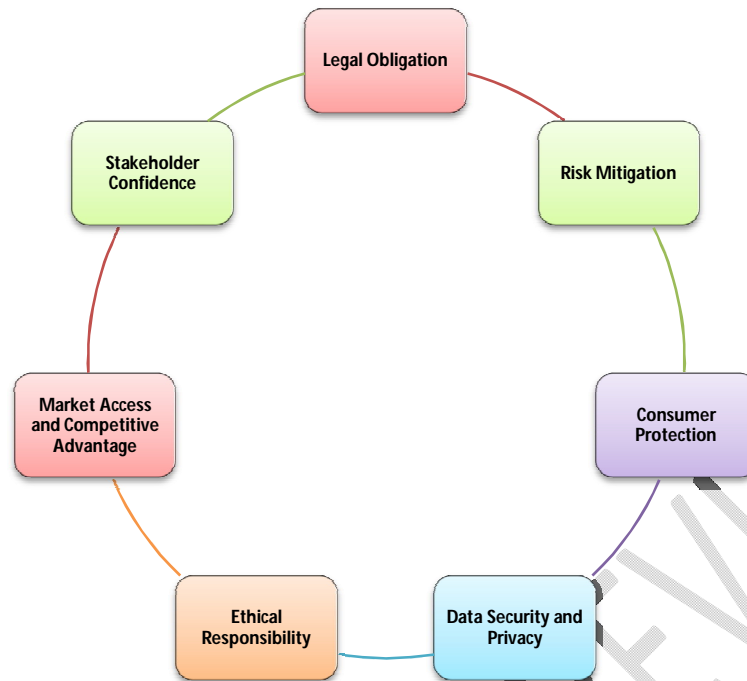 Legal Obligation
Risk Mitigation
Consumer
Protection
Data Security and
Privacy
Ethical
Responsibility
Market Access
and Competitive
Advantage
Stakeholder
Confidence